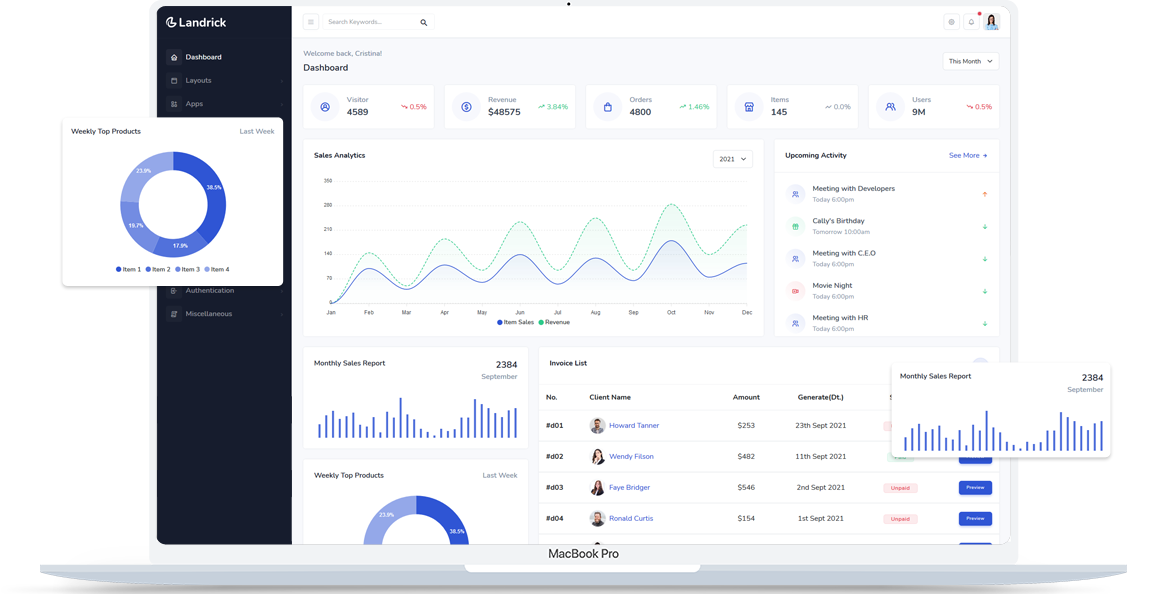 Landrick
Search Keywords...
Dashboard
Layouts
Apps
Authentication
Miscellaneous
Welcome back, Cristina!
Dashboard
This Month
Visitor
4589
0.5%
Revenue
$48575
3.84%
Orders
4800
1.46%
Items
145
0.0%
Users
9M
0.5%
Weekly Top Products
Last Week
23.9%
38.5%
19.7%
17.9%
Item 1
Item 2
Item 3
Item 4
Sales Analytics
2021
350
280
210
140
70
0
Jan
Feb
Mar
Apr
May
Jun
Jul
Aug
Sep
Oct
Nov
Dec
Item Sales
Revenue
Upcoming Activity
See More
Meeting with Developers
Today 6:00pm
Cally's Birthday
Tomorrow 10:00am
Meeting with C.E.O
Today 6:00pm
Movie Night
Today 6:00pm
Meeting with HR
Today 6:00pm
Monthly Sales Report
2384
September
Weekly Top Products
Last Week
23.9%
38.5%
Invoice List
No.
Client Name
Amount
Generate(Dt.)
#d01
Howard Tanner
$253
23th Sept 2021
#d02
Wendy Filson
$482
11th Sept 2021
#d03
Faye Bridger
$546
2nd Sept 2021
Unpaid
Preview
#d04
Ronald Curtis
$154
1st Sept 2021
Unpaid
Preview
Monthly Sales Report
2384
September
MacBook Pro